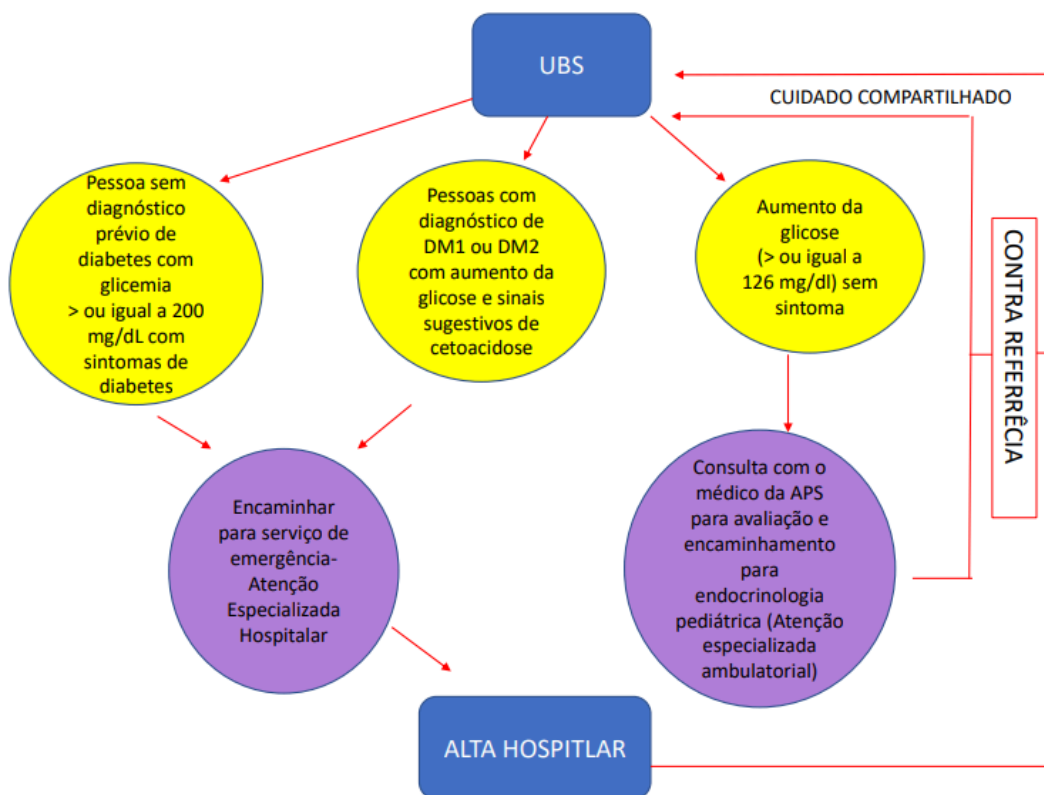 UBS
CUIDADO COMPARTILHADO
Pessoa sem
diagnóstico
prévio de
diabetes com
glicemia
> ou igual a 200
mg/dL com
sintomas de
diabetes
Pessoas com
diagnóstico de
DM1 ou DM2
com aumento da
glicose e sinais
sugestivos de
cetoacidose
Aumento da
glicose
(> ou igual a
126 mg/dl) sem
sintoma
CONTRA REFERRÊCIA
Encaminhar
para serviço de
emergência-
Atenção
Especializada
Hospitalar
Consulta com o
médico da APS
para avaliação e
encaminhamento
para
endocrinologia
pediátrica (Atenção
especializada
ambulatorial)
ALTA HOSPITLAR